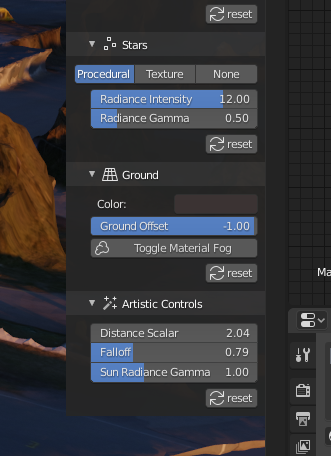 reset
Stars
Procedural Texture None
Radiance Intensity 12.00
Radiance Gamma 0.50
reset
Ground
Color:
Ground Offset -1.00
Toggle Material Fog
reset
Artistic Controls
Distance Scalar 2.04
Falloff 0.79
Sun Radiance Gamma 1.00
reset
Ma